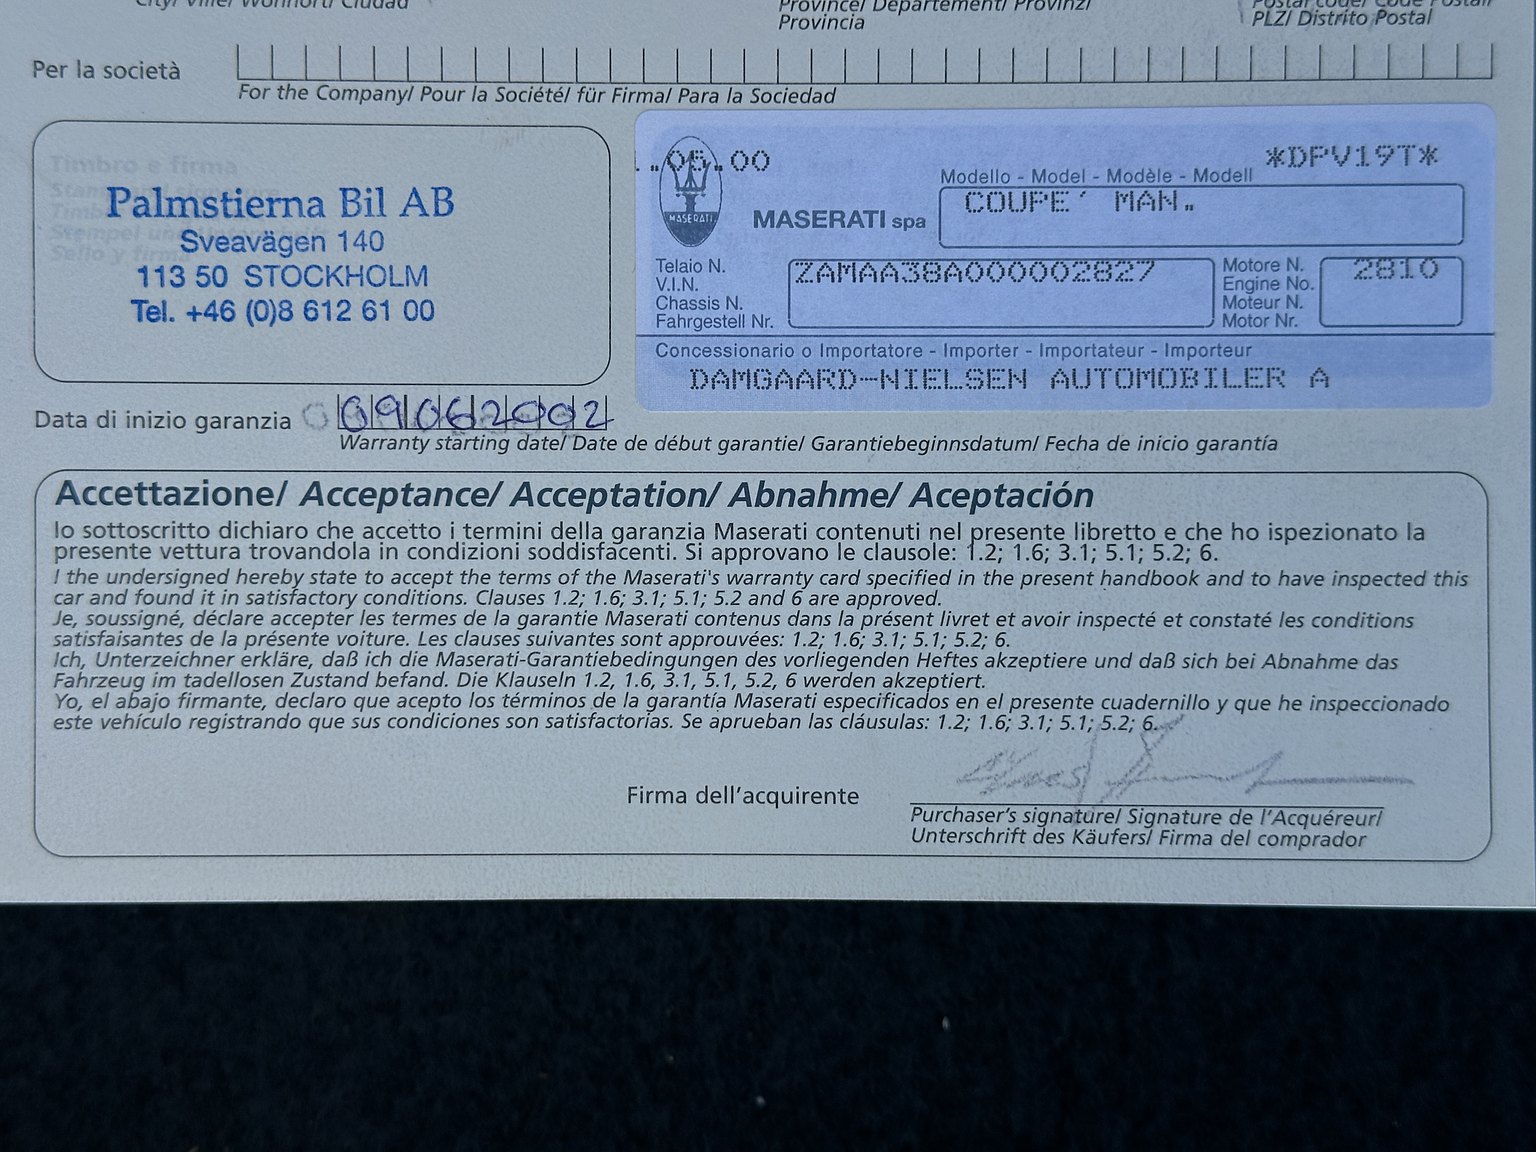 City/ Ville/ Wohnort/ Ciudad
Province/ Département/ Provinz/
Provincia
Postal code/ Code Postal/
PLZ/ Distrito Postal
Per la società
For the Company/ Pour la Société/ für Firma/ Para la Sociedad
Timbro e firma
Palmstierna Bil AB
Sveavägen 140
113 50 STOCKHOLM
Tel. +46 (0)8 612 61 00
.05.00
*DPV19T*
Modello - Model - Modèle - Modell
COUPE´ MAN.
MASERATI
MASERATI spa
Telaio N.
V.I.N.
Chassis N.
Fahrgestell Nr.
ZAMAA38A000002827
Motore N.
Engine No.
Moteur N.
Motor Nr.
2810
Concessionario o Importatore - Importer - Importateur - Importeur
DAMGAARD-NIELSEN AUTOMOBILER A
Data di inizio garanzia 09062002
Warranty starting date/ Date de début garantie/ Garantiebeginnsdatum/ Fecha de inicio garantía
Accettazione/ Acceptance/ Acceptation/ Abnahme/ Aceptación
Io sottoscritto dichiaro che accetto i termini della garanzia Maserati contenuti nel presente libretto e che ho ispezionato la
presente vettura trovandola in condizioni soddisfacenti. Si approvano le clausole: 1.2; 1.6; 3.1; 5.1; 5.2; 6.
I the undersigned hereby state to accept the terms of the Maserati's warranty card specified in the present handbook and to have inspected this
car and found it in satisfactory conditions. Clauses 1.2; 1.6; 3.1; 5.1; 5.2 and 6 are approved.
Je, soussigné, déclare accepter les termes de la garantie Maserati contenus dans la présent livret et avoir inspecté et constaté les conditions
satisfaisantes de la présente voiture. Les clauses suivantes sont approuvées: 1.2; 1.6; 3.1; 5.1; 5.2; 6.
Ich, Unterzeichner erkläre, daß ich die Maserati-Garantiebedingungen des vorliegenden Heftes akzeptiere und daß sich bei Abnahme das
Fahrzeug im tadellosen Zustand befand. Die Klauseln 1.2, 1.6, 3.1, 5.1, 5.2, 6 werden akzeptiert.
Yo, el abajo firmante, declaro que acepto los términos de la garantía Maserati especificados en el presente cuadernillo y que he inspeccionado
este vehículo registrando que sus condiciones son satisfactorias. Se aprueban las cláusulas: 1.2; 1.6; 3.1; 5.1; 5.2; 6.
Firma dell'acquirente
Purchaser's signature/ Signature de l'Acquéreur/
Unterschrift des Käufers/ Firma del comprador